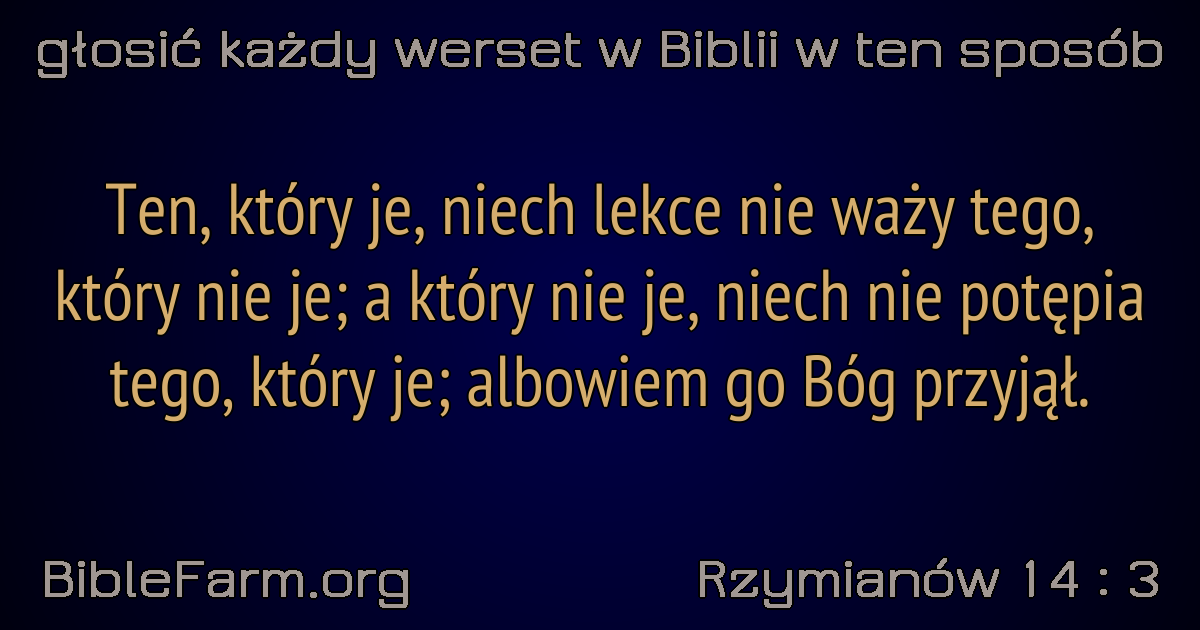 głosić każdy werset w Biblii w ten sposób
Ten, który je, niech lekce nie waży tego,
który nie je; a który nie je, niech nie potępia
tego, który je; albowiem go Bóg przyjął.
BibleFarm.org
Rzymianów 14 : 3